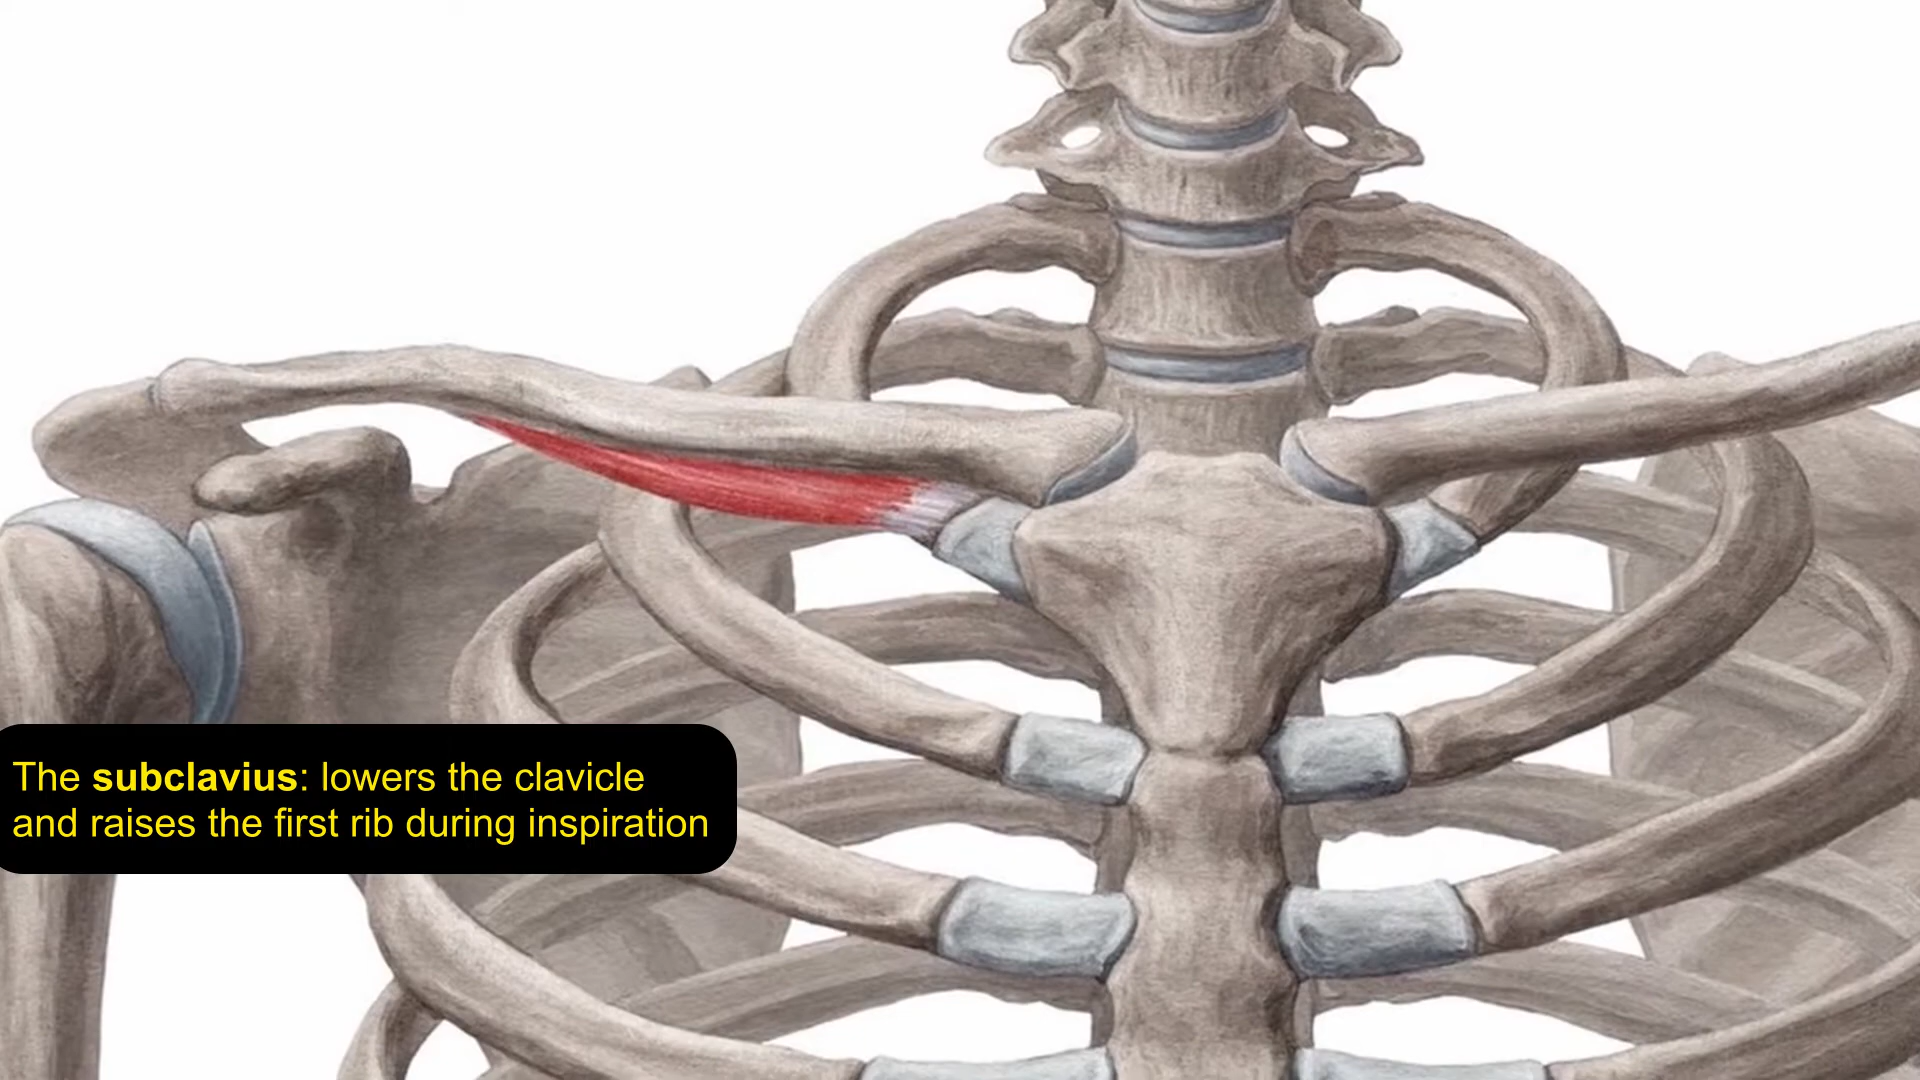 The subclavius: lowers the clavicle
and raises the first rib during inspiration